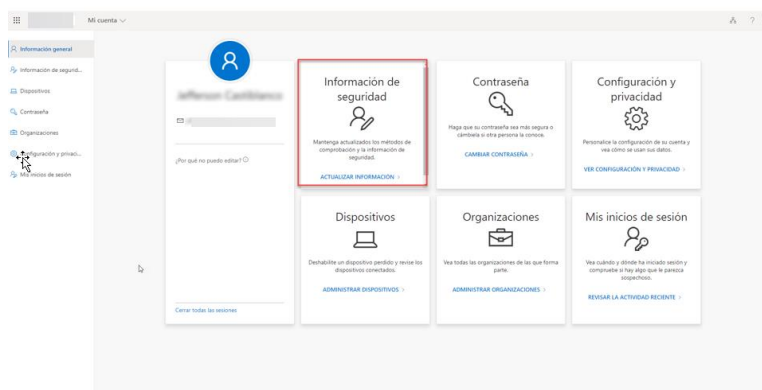 Mi cuenta
?
Información general
Información de segurid...
Dispositivos
Contraseña
Organizaciones
Configuración y privaci...
Mis inicios de sesión
¿Por qué no puedo editar?
Cerrar todas las sesiones
Información de
seguridad
Mantenga actualizados los métodos de
comprobación y la información de
seguridad.
ACTUALIZAR INFORMACIÓN >
Contraseña
Haga que su contraseña sea más segura o
cámbiela si otra persona la conoce.
CAMBIAR CONTRASEÑA >
Configuración y
privacidad
Personalice la configuración de su cuenta y
vea cómo se usan sus datos.
VER CONFIGURACIÓN Y PRIVACIDAD >
Dispositivos
Deshabilite un dispositivo perdido y revise los
dispositivos conectados.
ADMINISTRAR DISPOSITIVOS >
Organizaciones
Vea todas las organizaciones de las que forma
parte.
ADMINISTRAR ORGANIZACIONES >
Mis inicios de sesión
Vea cuándo y dónde ha iniciado sesión y
compruebe si hay algo que le parezca
sospechoso.
REVISAR LA ACTIVIDAD RECIENTE >